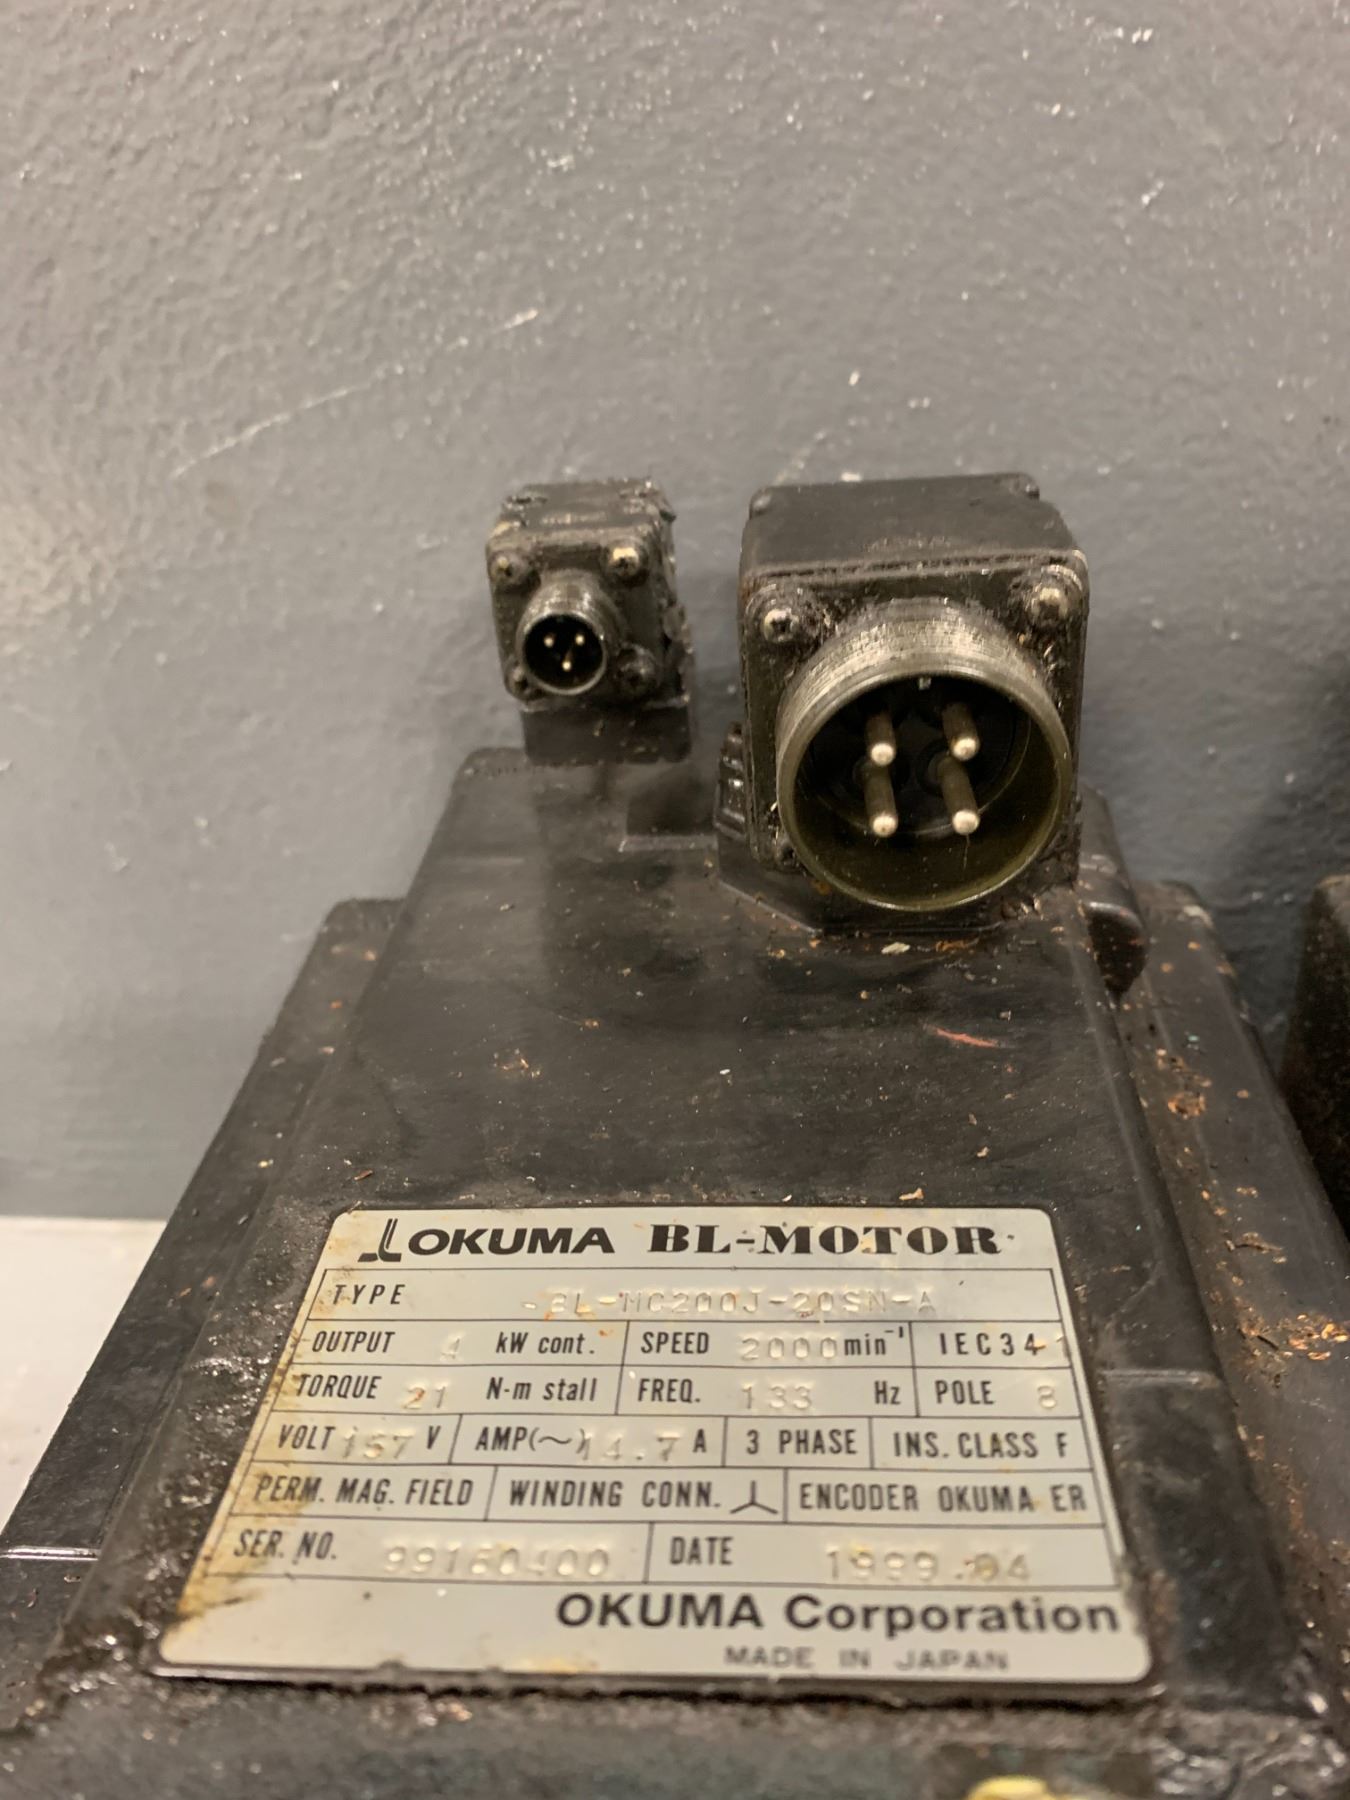 OKUMA BL-MOTOR
TYPE BL-MC200J-20SN-A
OUTPUT 4 kW cont. SPEED 2000 min⁻¹ IEC34-1
TORQUE 21 N-m stall FREQ. 133 Hz POLE 8
VOLT 157 V AMP(~) 14.7 A 3 PHASE INS. CLASS F
PERM. MAG. FIELD WINDING CONN. ENCODER OKUMA ER
SER. NO. 99160400 DATE 1999.04
OKUMA Corporation
MADE IN JAPAN